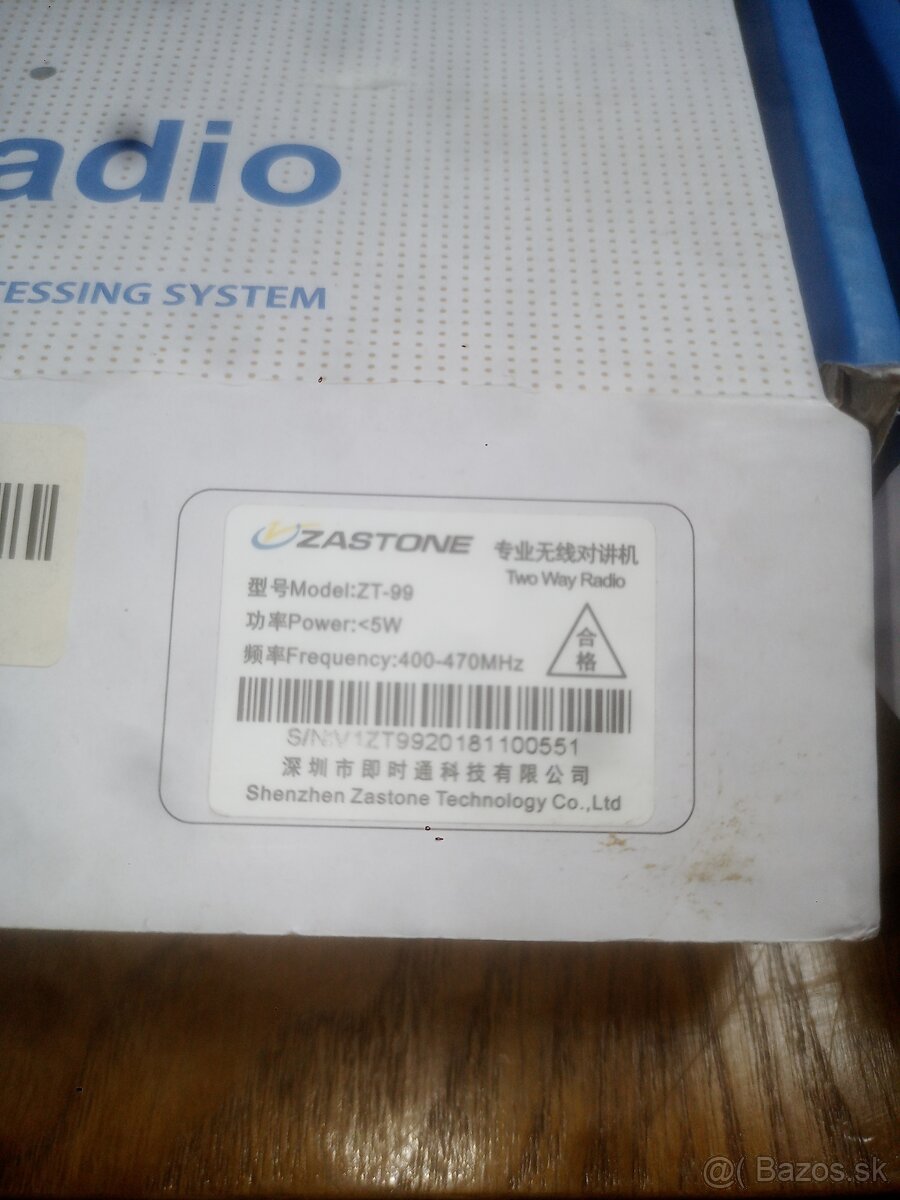 adio
CESSING SYSTEM
ZASTONE
专业无线对讲机
Two Way Radio
型号Model:ZT-99
功率Power:<5W
频率Frequency:400-470MHz
合格
S/N:V1ZT9920181100551
深圳市即时通科技有限公司
Shenzhen Zastone Technology Co.,Ltd
@( Bazos.sk